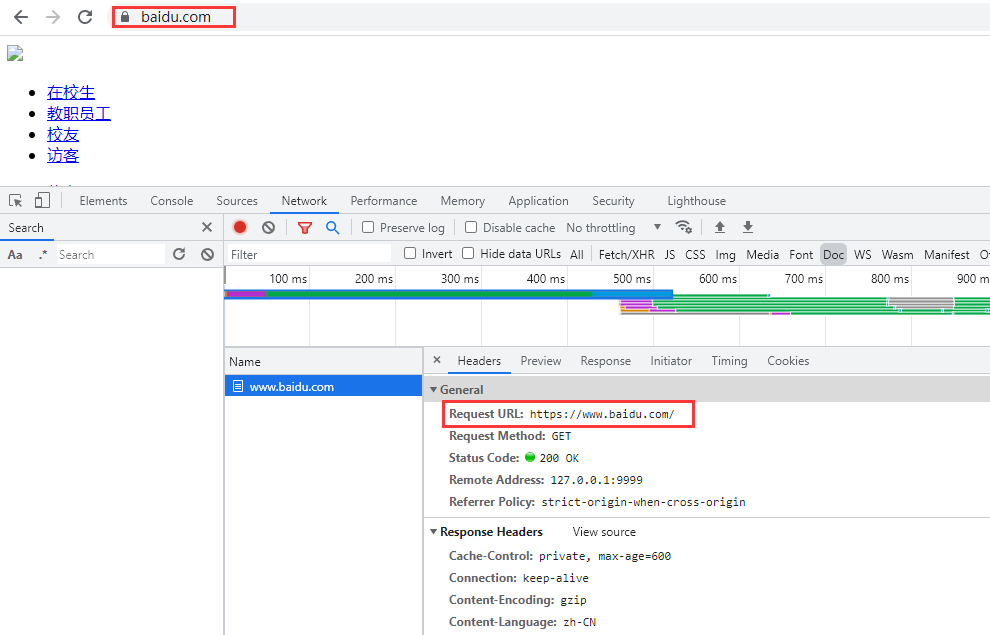 baidu.com
在校生
教职员工
校友
访客
Elements Console Sources Network Performance Memory Application Security Lighthouse
Search Preserve log Disable cache No throttling
Aa .* Search Filter Invert Hide data URLs All Fetch/XHR JS CSS Img Media Font Doc WS Wasm Manifest O
100 ms 200 ms 300 ms 400 ms 500 ms 600 ms 700 ms 800 ms 900 m
Name Headers Preview Response Initiator Timing Cookies
www.baidu.com
General
Request URL: https://www.baidu.com/
Request Method: GET
Status Code: 200 OK
Remote Address: 127.0.0.1:9999
Referrer Policy: strict-origin-when-cross-origin
Response Headers View source
Cache-Control: private, max-age=600
Connection: keep-alive
Content-Encoding: gzip
Content-Language: zh-CN